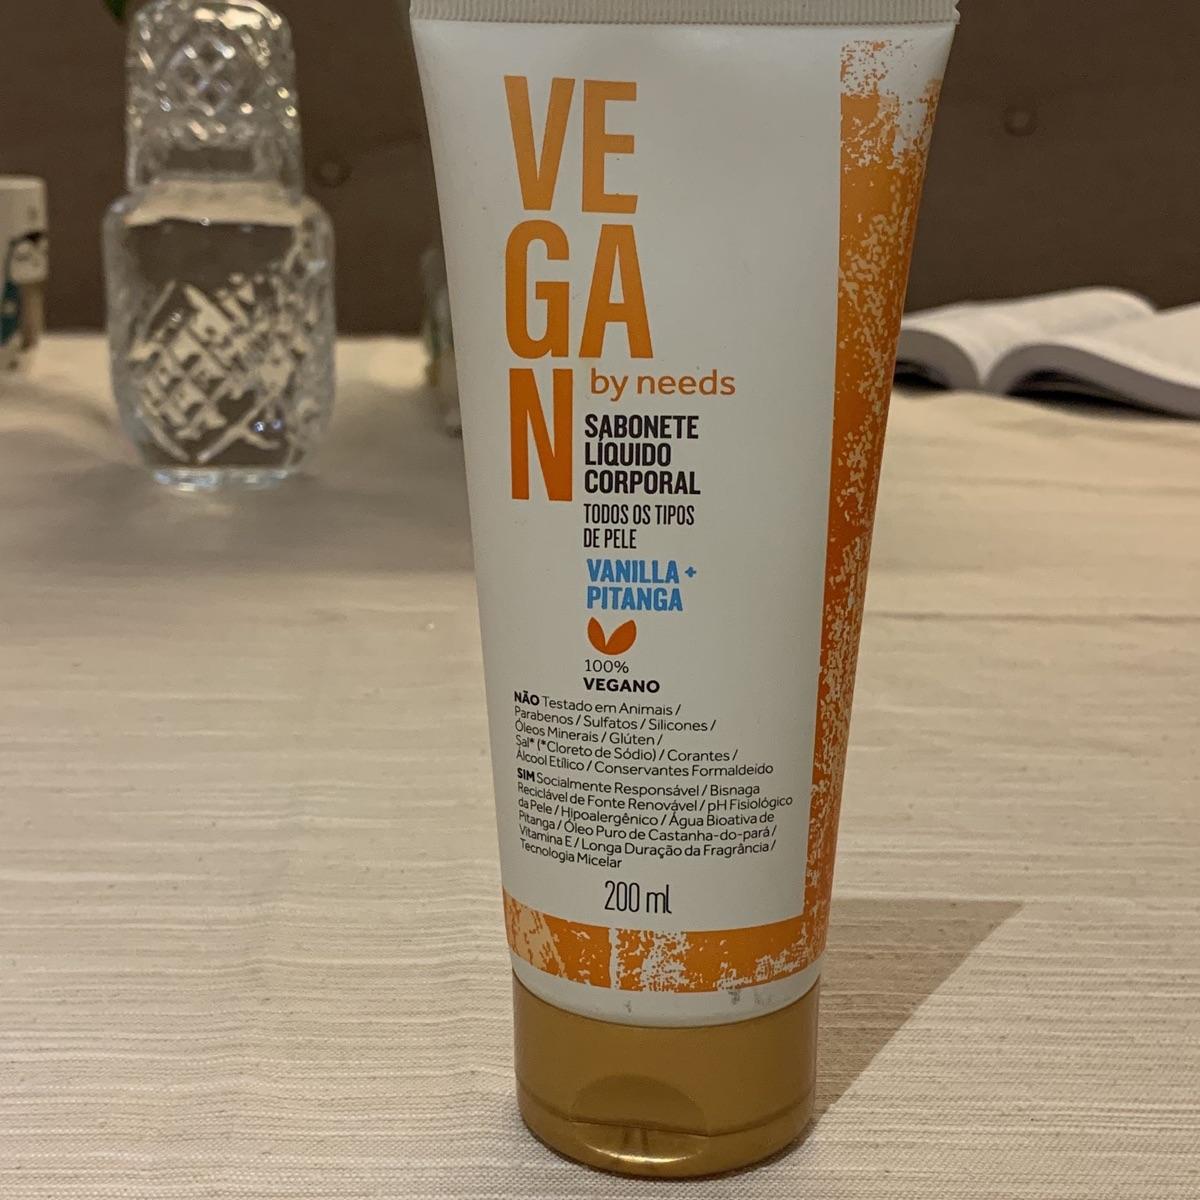 VE
GA
N
by needs
SABONETE
LÍQUIDO
CORPORAL
TODOS OS TIPOS
DE PELE
VANILLA +
PITANGA
100%
VEGANO
NÃO Testado em Animais /
Parabenos / Sulfatos / Silicones /
Óleos Minerais / Glúten /
Sal* (*Cloreto de Sódio) / Corantes /
Álcool Etílico / Conservantes Formaldeído
SIM Socialmente Responsável / Bisnaga
Reciclável de Fonte Renovável / pH Fisiológico
da Pele / Hipoalergênico / Água Bioativa de
Pitanga / Óleo Puro de Castanha-do-pará /
Vitamina E / Longa Duração da Fragrância /
Tecnologia Micelar
200 ml